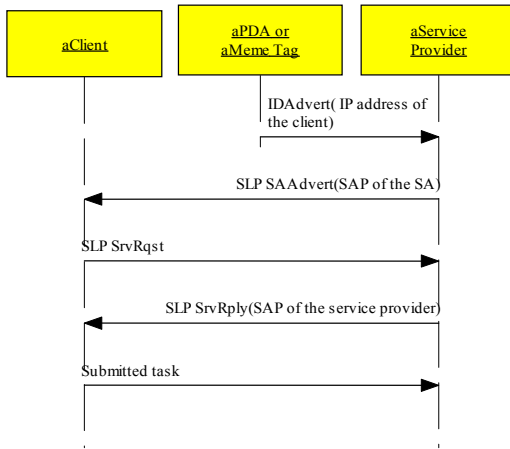 aClient
aPDA or
aMeme Tag
aService
Provider
IDAdvert( IP address of
the client)
SLP SAAdvert(SAP of the SA)
SLP SrvRqst
SLP SrvRply(SAP of the service provider)
Submitted task